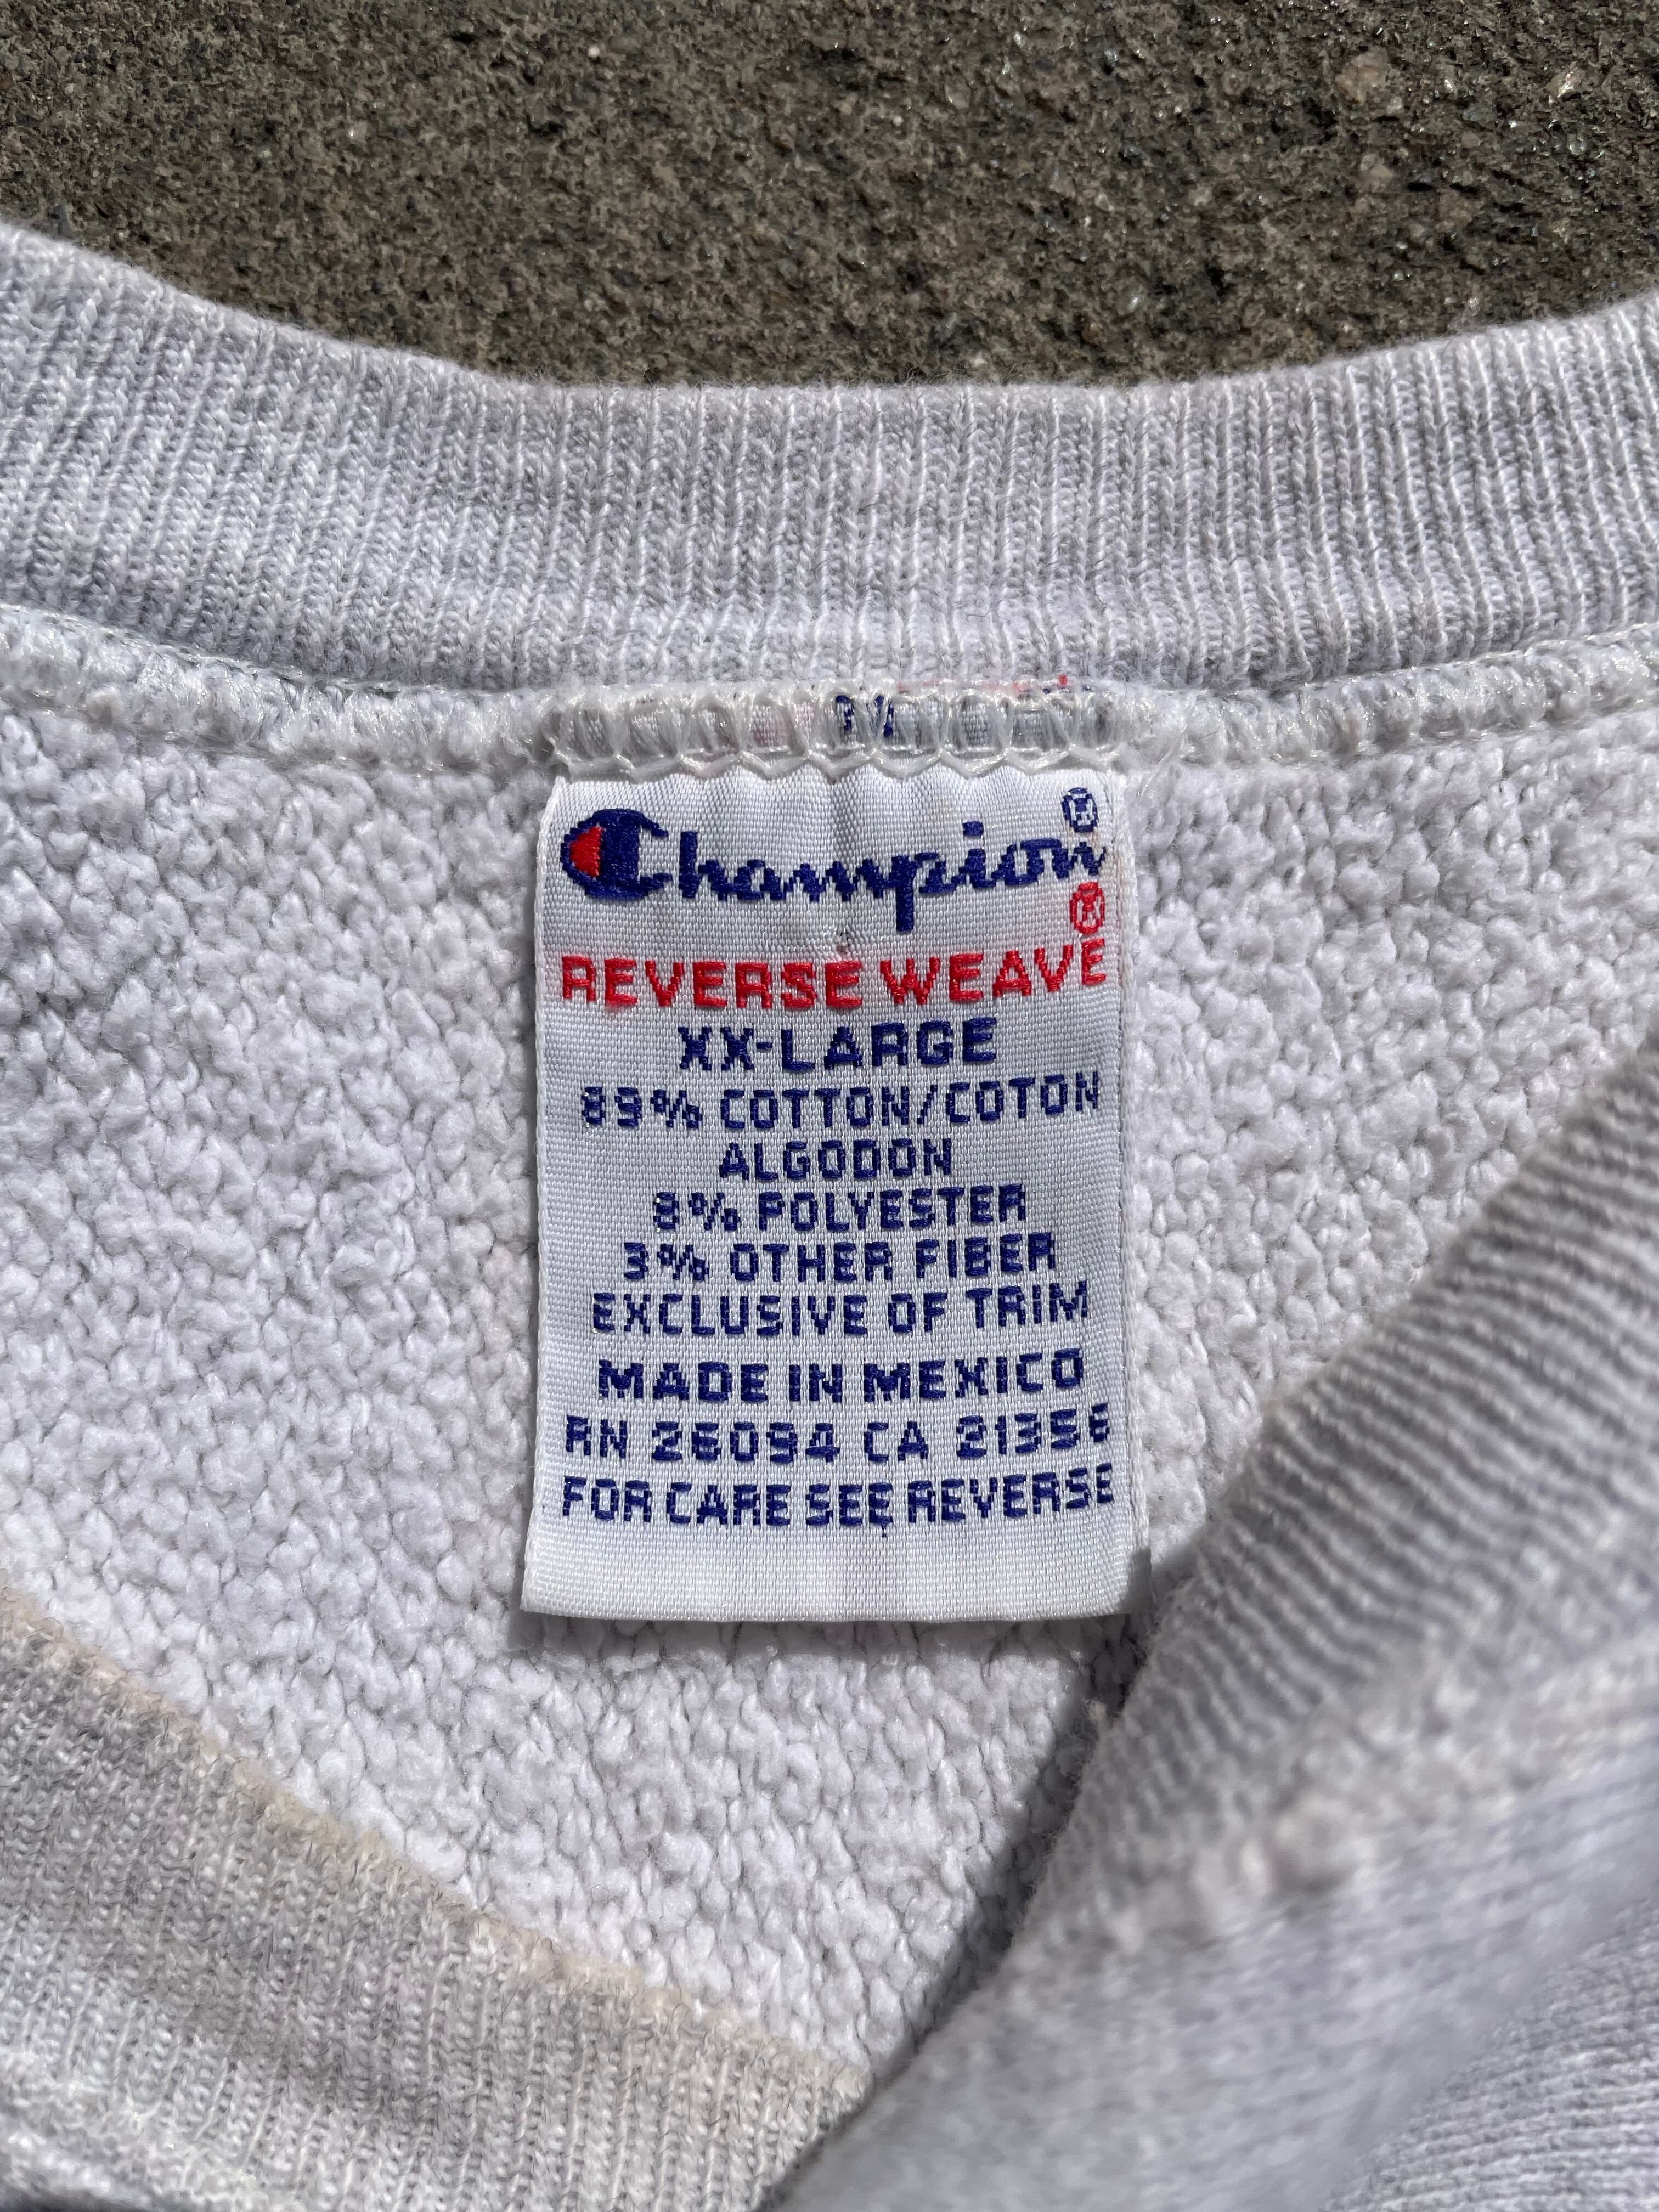 Champion®
®
REVERSE WEAVE
XX-LARGE
89% COTTON/COTON
ALGODON
8% POLYESTER
3% OTHER FIBER
EXCLUSIVE OF TRIM
MADE IN MEXICO
RN 26094 CA 21356
FOR CARE SEE REVERSE